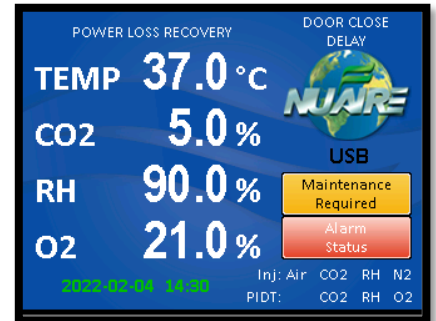 POWER LOSS RECOVERY
DOOR CLOSE
DELAY
TEMP 37.0 °C
NUAIRE
CO2 5.0 %
USB
RH 90.0 %
Maintenance
Required
O2 21.0 %
Alarm
Status
2022-02-04 14:30
Inj: Air CO2 RH N2
PIDT: CO2 RH O2